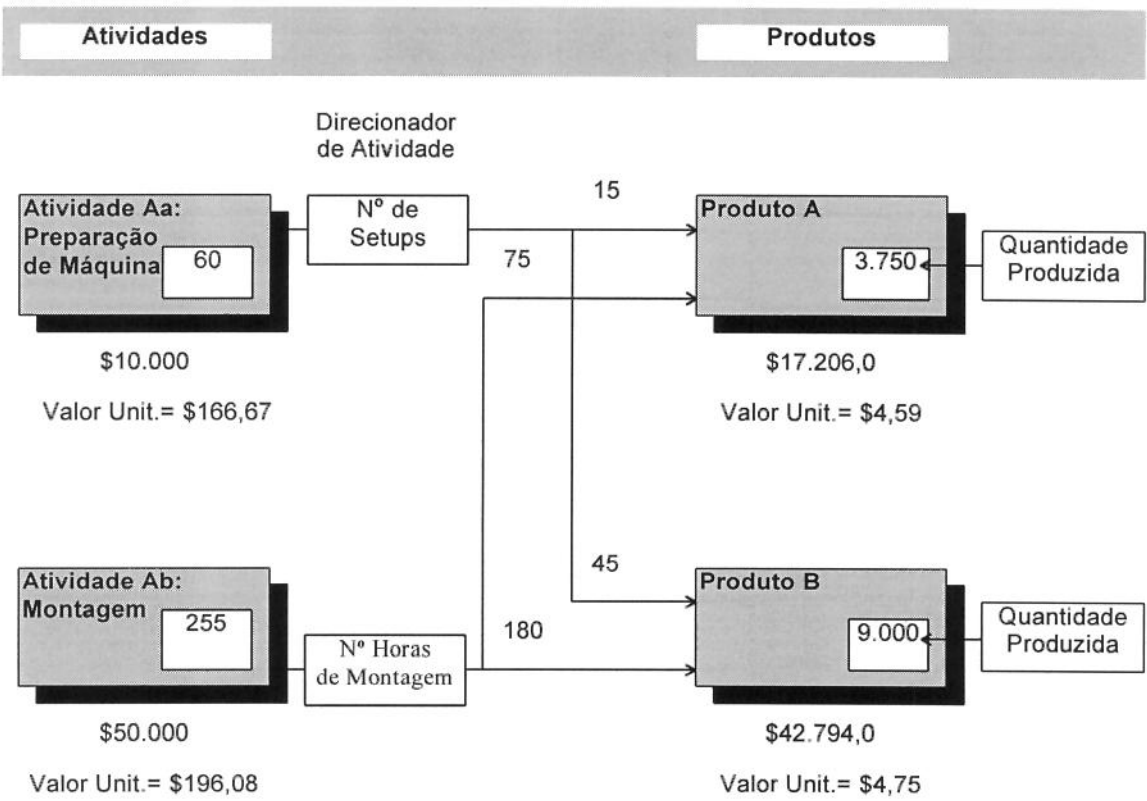 Atividades
Produtos
Direcionador
de Atividade
Atividade Aa:
Preparação
de Máquina
60
Nº de
Setups
15
75
Produto A
3.750
Quantidade
Produzida
$10.000
Valor Unit.= $166,67
$17.206,0
Valor Unit.= $4,59
Atividade Ab:
Montagem
255
Nº Horas
de Montagem
45
180
Produto B
9.000
Quantidade
Produzida
$50.000
Valor Unit.= $196,08
$42.794,0
Valor Unit.= $4,75